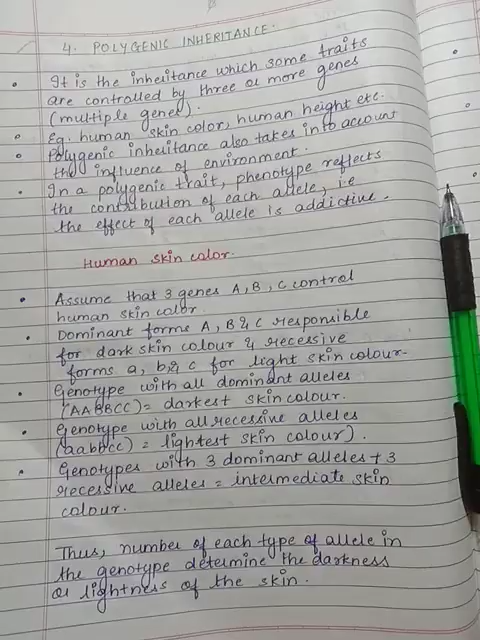 4. POLYGENIC INHERITANCE.
• It is the inheritance which some traits
are controlled by three or more genes
(multiple genes).
• Eg. human skin color, human height etc.
• Polygenic inheritance also takes into account
the influence of environment.
• In a polygenic trait, phenotype reflects
the contribution of each allele, i.e
the effect of each allele is addictive.
Human skin color.
• Assume that 3 genes A, B, C control
human skin color.
• Dominant forms A, B & C responsible
for dark skin colour & recessive
forms a, b & c for light skin colour.
• Genotype with all dominant alleles
(AABBCC) = darkest skin colour.
• Genotype with all recessive alleles
(aabbcc) = lightest skin colour).
• Genotypes with 3 dominant alleles + 3
recessive alleles = intermediate skin
colour.
Thus, number of each type of allele in
the genotype determine the darkness
or lightness of the skin.